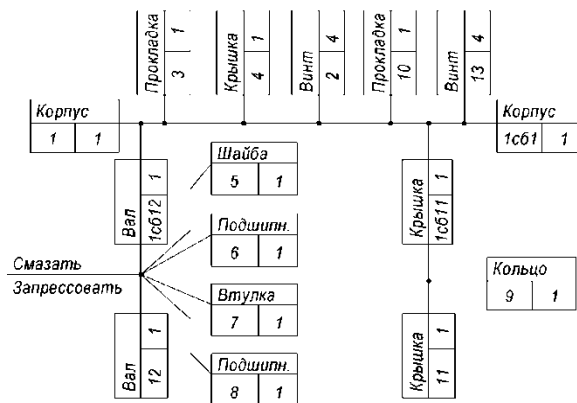 Прокладка 1
3
Крышка 1
4
Винт 4
2
Прокладка 1
10
Винт 4
13
Корпус
1 1
Корпус
1сб1 1
Вал 1
1сб12
Шайба
5 1
Крышка 1
1сб11
Подшипн.
6 1
Смазать
Запрессовать
Кольцо
9 1
Втулка
7 1
Вал 1
12
Подшипн.
8 1
Крышка 1
11